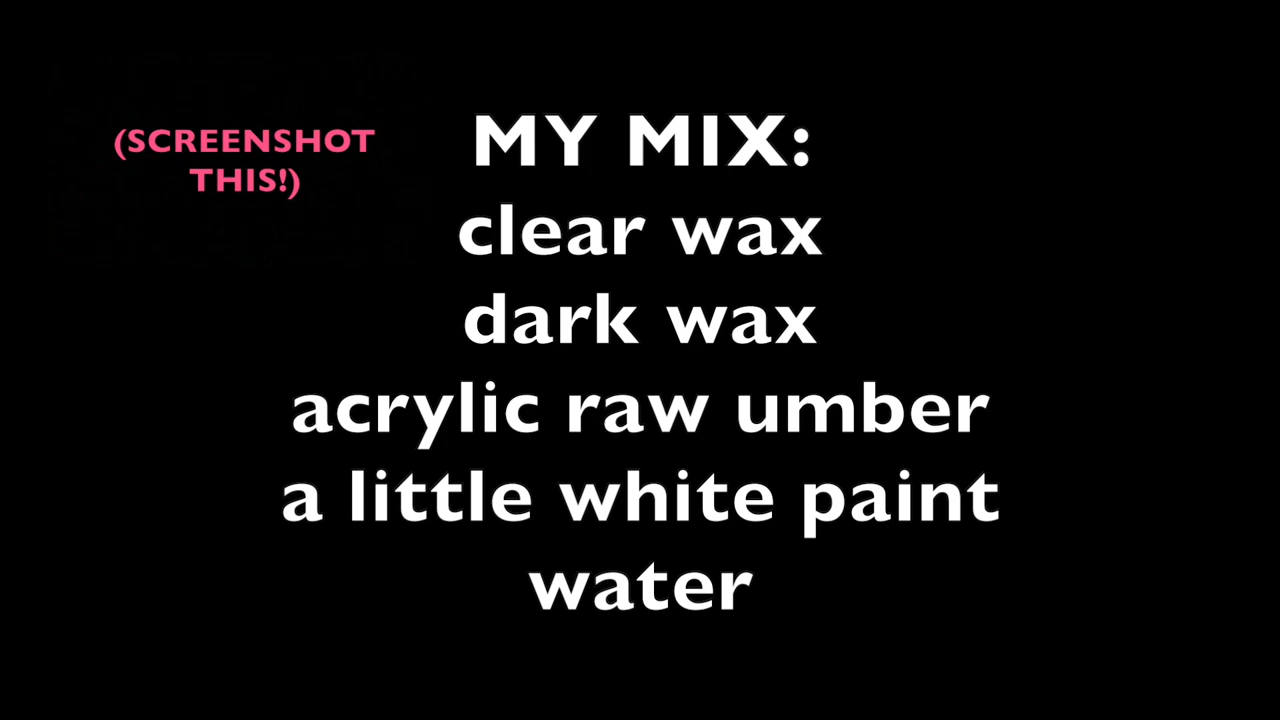 (SCREENSHOT
THIS!)
MY MIX:
clear wax
dark wax
acrylic raw umber
a little white paint
water